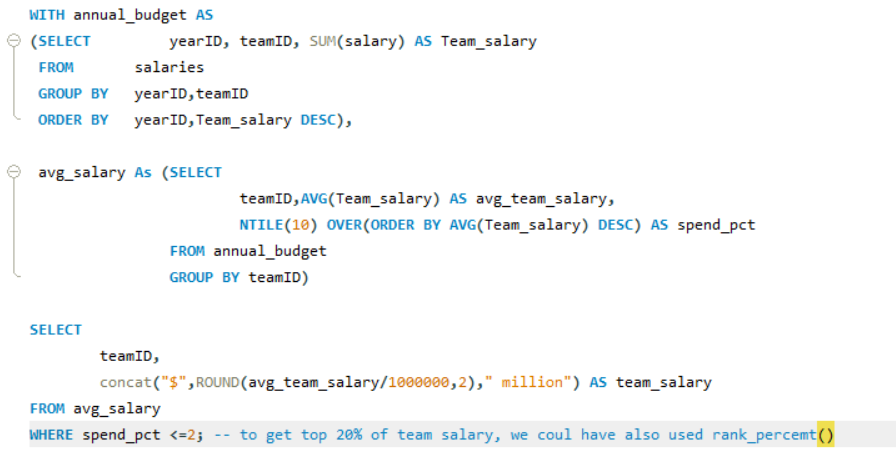 WITH annual_budget AS
(SELECT yearID, teamID, SUM(salary) AS Team_salary
FROM salaries
GROUP BY yearID,teamID
ORDER BY yearID,Team_salary DESC),
avg_salary As (SELECT
teamID,AVG(Team_salary) AS avg_team_salary,
NTILE(10) OVER(ORDER BY AVG(Team_salary) DESC) AS spend_pct
FROM annual_budget
GROUP BY teamID)
SELECT
teamID,
concat("$",ROUND(avg_team_salary/1000000,2)," million") AS team_salary
FROM avg_salary
WHERE spend_pct <=2; -- to get top 20% of team salary, we coul have also used rank_percemt()